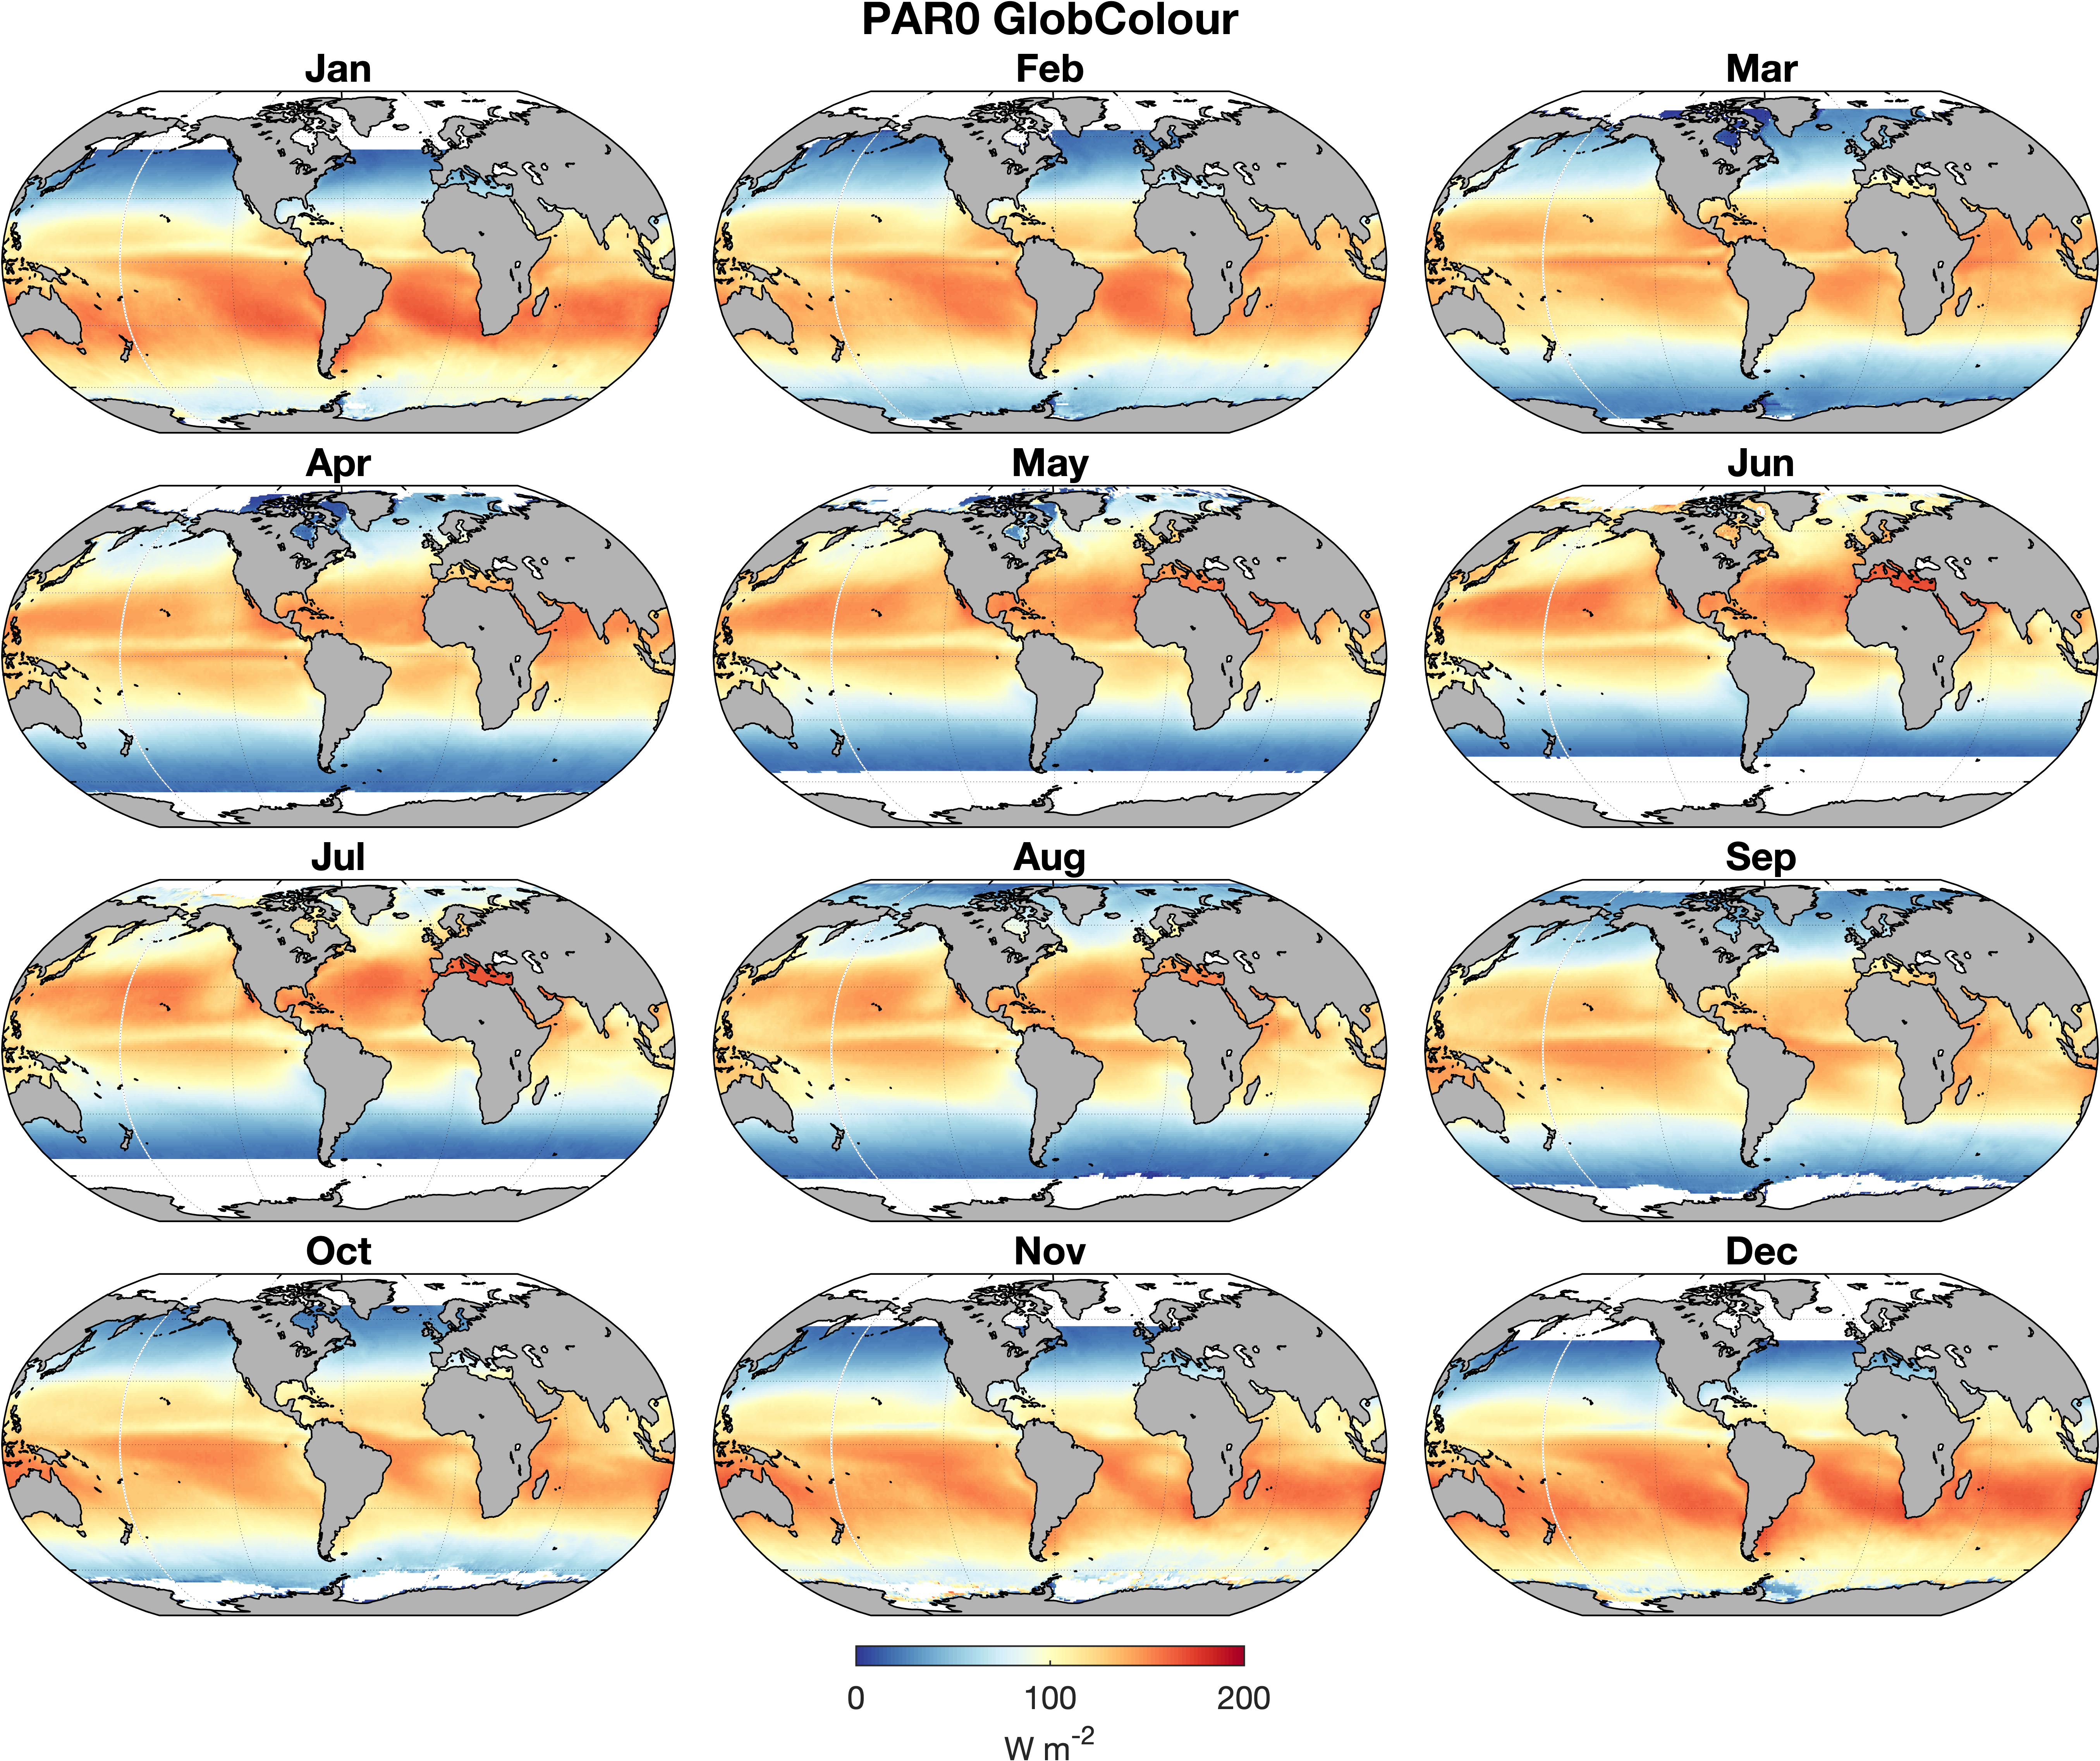 PAR0 GlobColour
Jan Feb Mar
Apr May Jun
Jul Aug Sep
Oct Nov Dec
0 100 200
W m⁻²